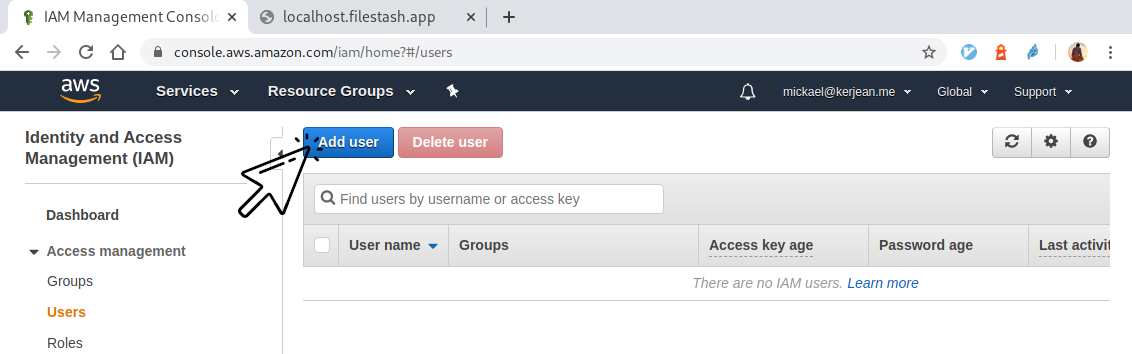 IAM Management Console
localhost.filestash.app
console.aws.amazon.com/iam/home?#/users
aws
Services
Resource Groups
mickael@kerjean.me
Global
Support
Identity and Access
Management (IAM)
Add user
Delete user
Find users by username or access key
Dashboard
Access management
Groups
Users
Roles
User name
Groups
Access key age
Password age
Last activit
There are no IAM users. Learn more